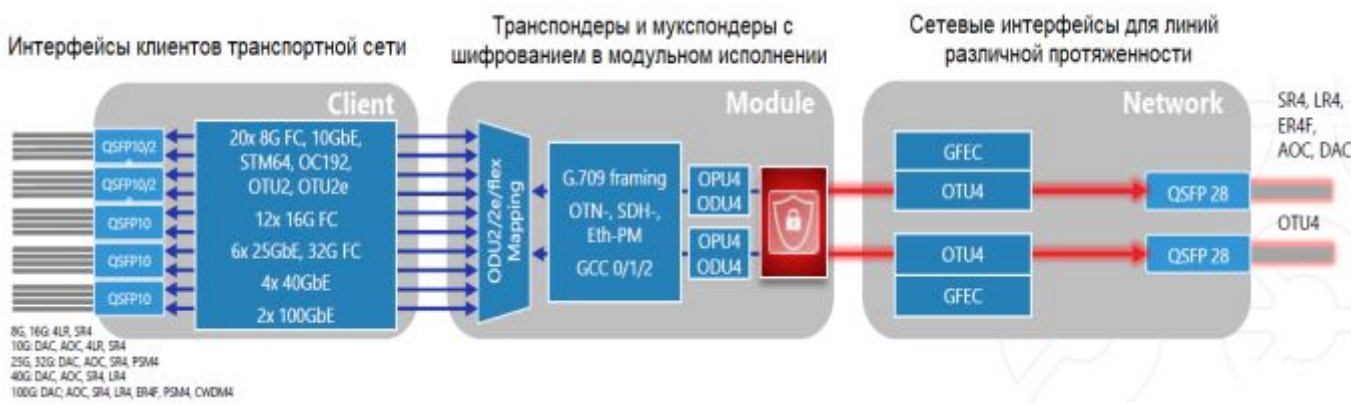 Интерфейсы клиентов транспортной сети
Транспондеры и мукспондеры с
шифрованием в модульном исполнении
Сетевые интерфейсы для линий
различной протяженности
Client
QSFP10/2
QSFP10/2
QSFP10
QSFP10
QSFP10
20x 8G FC, 10GbE,
STM64, OC192,
OTU2, OTU2e
12x 16G FC
6x 25GbE, 32G FC
4x 40GbE
2x 100GbE
8G, 16G: 4LR, SR4
10G: DAC, AOC, 4LR, SR4
25G, 32G: DAC, AOC, SR4, PSM4
40G: DAC, AOC, SR4, LR4
100G: DAC; AOC, SR4, LR4, ER4F, PSM4, CWDM4
Module
ODU2/2e/flex
Mapping
G.709 framing
OTN-, SDH-,
Eth-PM
GCC 0/1/2
OPU4
ODU4
OPU4
ODU4
Network
GFEC
OTU4
OTU4
GFEC
QSFP 28
QSFP 28
SR4, LR4,
ER4F,
AOC, DAC
OTU4